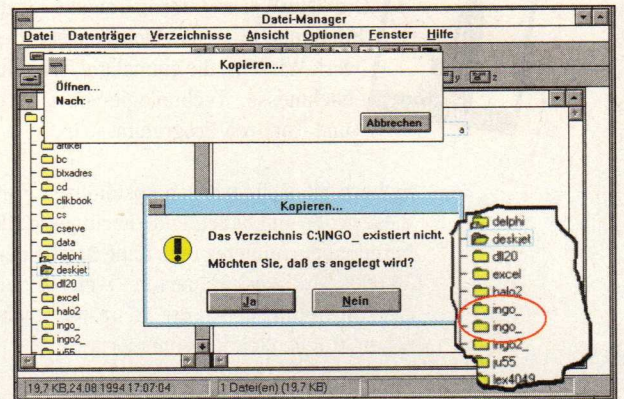 Datei-Manager
Datei Datenträger Verzeichnisse Ansicht Optionen Fenster Hilfe
Kopieren...
Öffnen...
Nach:
Abbrechen
y z
a
artikel
bc
blxadres
cd
clikbook
cs
cserve
data
delphi
deskjet
dll20
excel
halo2
ingo_
ingo2_
ju55
Kopieren...
Das Verzeichnis C:\INGO_ existiert nicht.
Möchten Sie, daß es angelegt wird?
Ja Nein
delphi
deskjet
dll20
excel
halo2
ingo_
ingo_
ingo2_
ju55
lex4049
19,7 KB,24.08.1994 17:07:04 1 Datei(en) (19,7 KB)